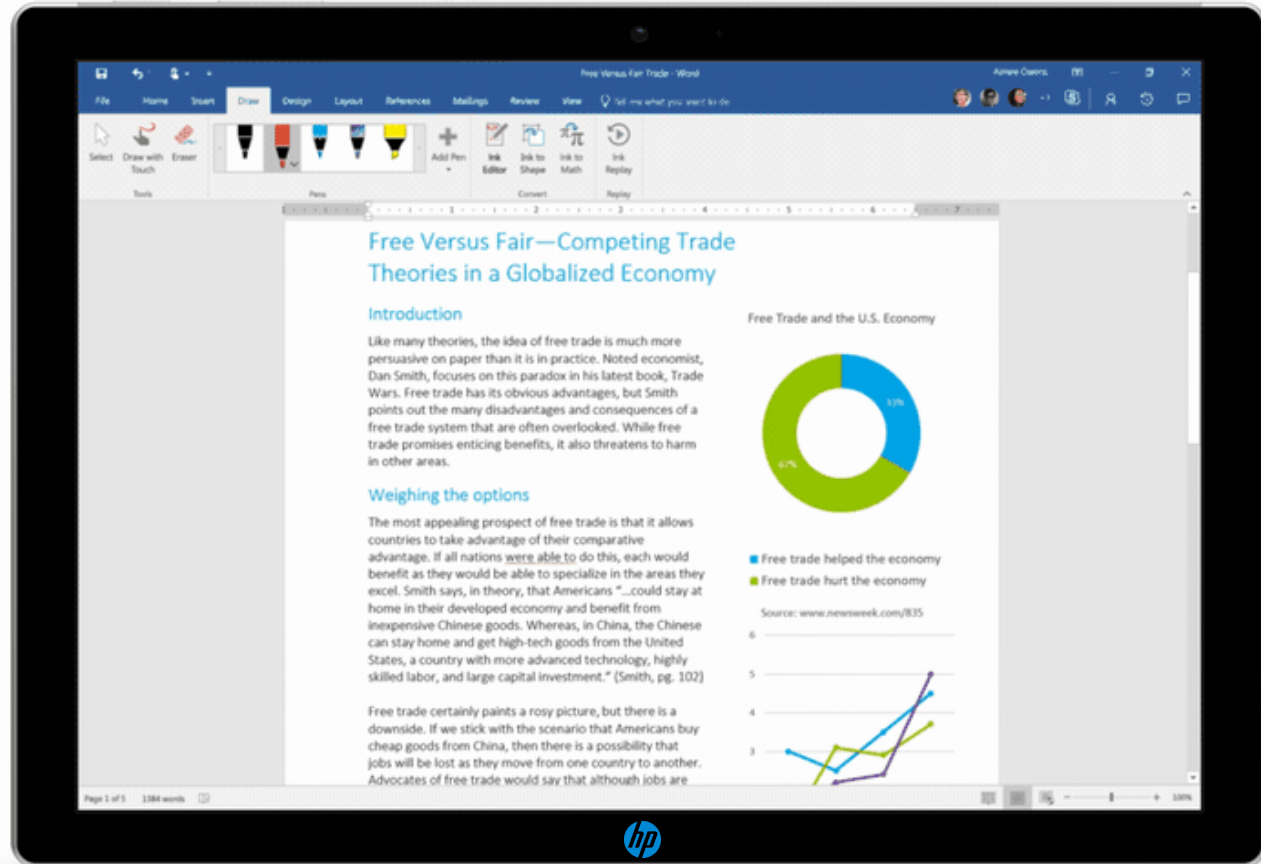 Free Versus Fair Trade - Word
Aimee Owens
File Home Insert Draw Design Layout References Mailings Review View Tell me what you want to do
Select
Draw with Touch
Eraser
Add Pen
Ink Editor
Ink to Shape
Ink to Math
Ink Replay
Tools
Pens
Convert
Replay
1 2 3 4 5 6 7
Free Versus Fair—Competing Trade
Theories in a Globalized Economy
Introduction
Like many theories, the idea of free trade is much more
persuasive on paper than it is in practice. Noted economist,
Dan Smith, focuses on this paradox in his latest book, Trade
Wars. Free trade has its obvious advantages, but Smith
points out the many disadvantages and consequences of a
free trade system that are often overlooked. While free
trade promises enticing benefits, it also threatens to harm
in other areas.
Weighing the options
The most appealing prospect of free trade is that it allows
countries to take advantage of their comparative
advantage. If all nations were able to do this, each would
benefit as they would be able to specialize in the areas they
excel. Smith says, in theory, that Americans “…could stay at
home in their developed economy and benefit from
inexpensive Chinese goods. Whereas, in China, the Chinese
can stay home and get high-tech goods from the United
States, a country with more advanced technology, highly
skilled labor, and large capital investment.” (Smith, pg. 102)
Free trade certainly paints a rosy picture, but there is a
downside. If we stick with the scenario that Americans buy
cheap goods from China, then there is a possibility that
jobs will be lost as they move from one country to another.
Advocates of free trade would say that although jobs are
Free Trade and the U.S. Economy
33%
67%
Free trade helped the economy
Free trade hurt the economy
Source: www.newsweek.com/835
6
5
4
3
Page 1 of 5 1384 words
100%
hp